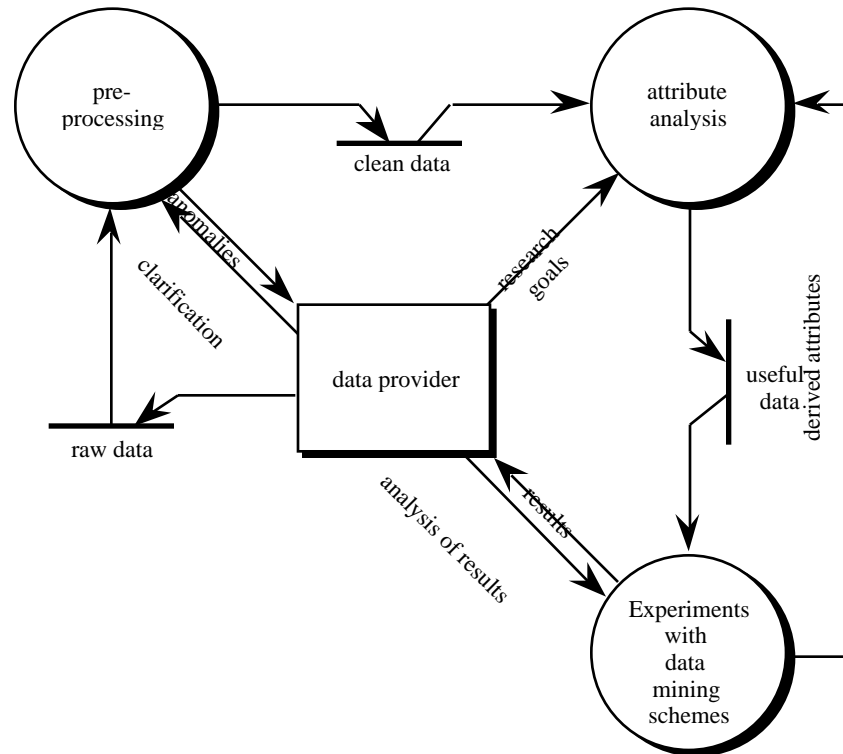 pre-
processing
attribute
analysis
clean data
anomalies
clarification
research
goals
data provider
useful
data
derived attributes
raw data
analysis of results
results
Experiments
with
data
mining
schemes